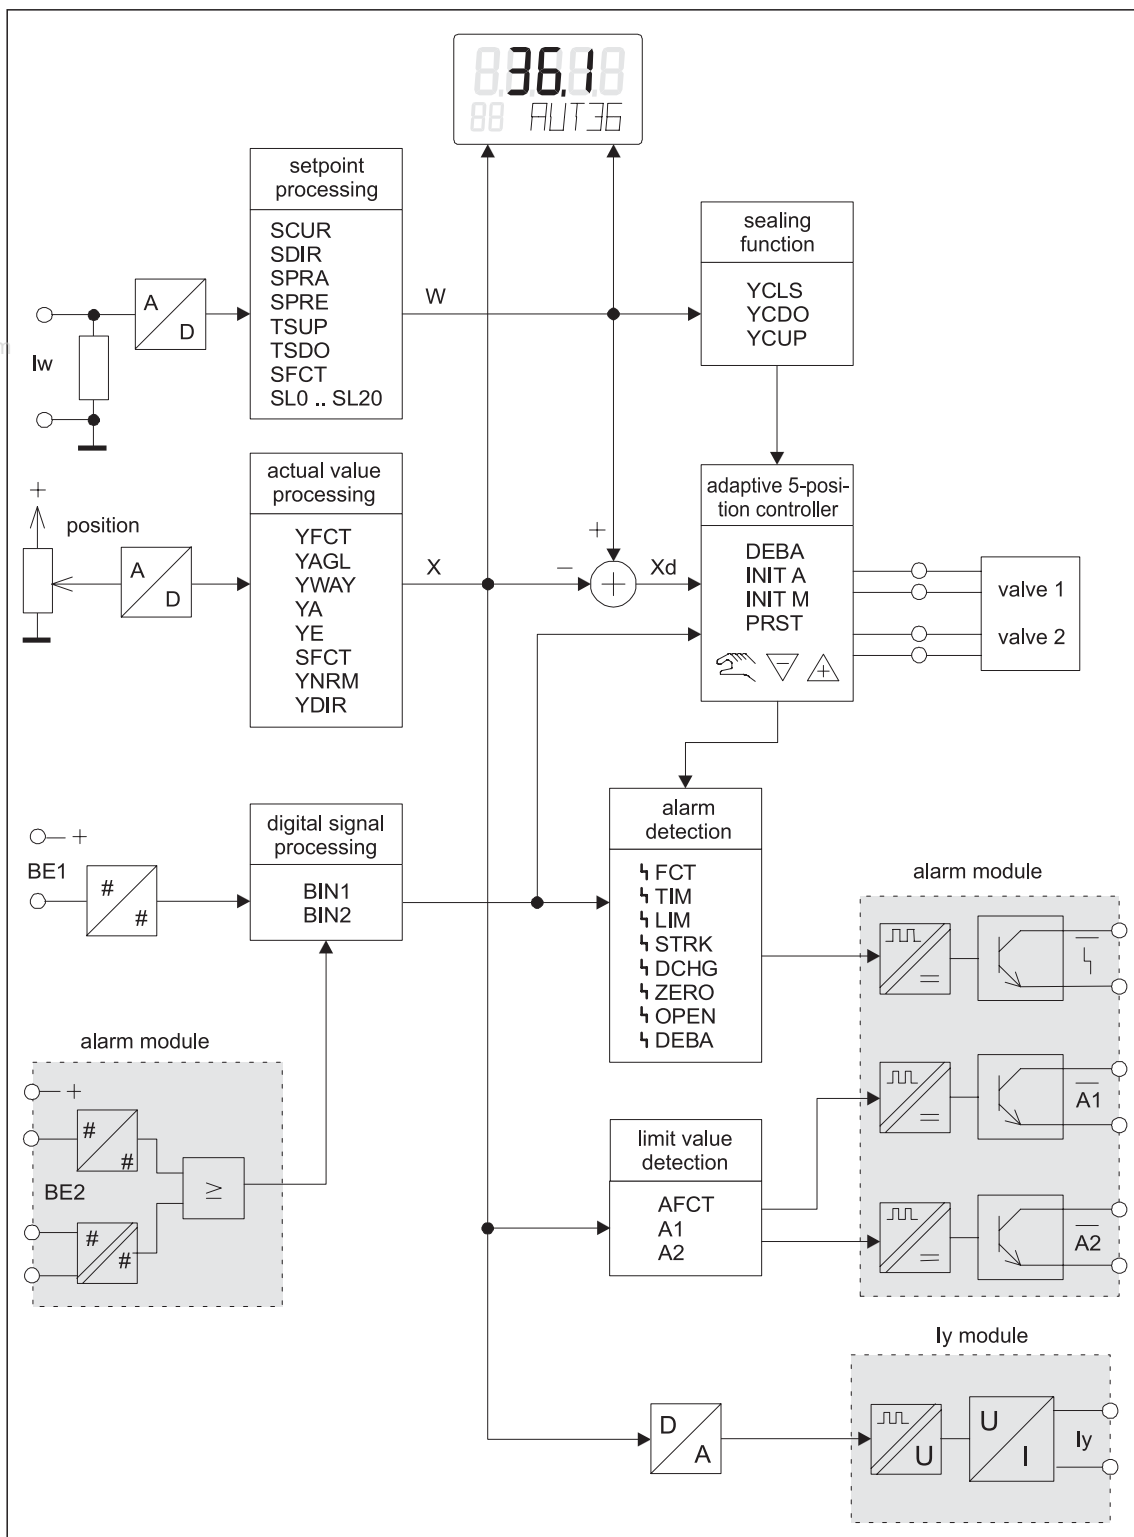 36.1
AUT36
setpoint
processing
SCUR
SDIR
SPRA
SPRE
TSUP
TSDO
SFCT
SL0 .. SL20
A
D
Iw
W
sealing
function
YCLS
YCDO
YCUP
actual value
processing
YFCT
YAGL
YWAY
YA
YE
SFCT
YNRM
YDIR
+
position
A
D
X
+
−
+
Xd
adaptive 5-posi-
tion controller
DEBA
INIT A
INIT M
PRST
−
+
valve 1
valve 2
digital signal
processing
BIN1
BIN2
+
BE1
#
#
alarm
detection
FCT
TIM
LIM
STRK
DCHG
ZERO
OPEN
DEBA
alarm module
=
=
A1
=
A2
alarm module
+
#
#
BE2
#
#
≥
limit value
detection
AFCT
A1
A2
D
A
Iy module
U
U
I
Iy